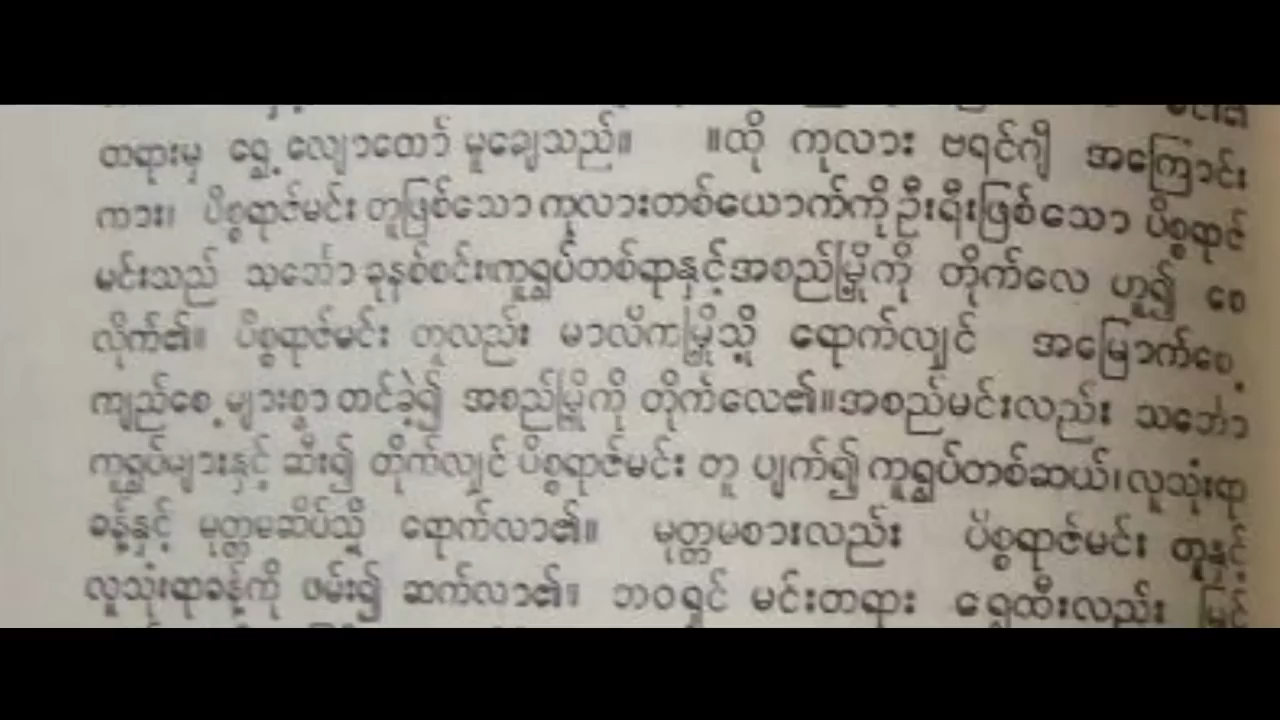 တရားမှ ရွှေ့လျောတော် မူချေသည်။ ။ထို ကုလား ဗရင်ဂျီ အကြောင်း
ကား၊ ပိစ္စရာဇ်မင်း တူဖြစ်သော ကုလားတစ်ယောက်ကို ဦးရီးဖြစ်သော ပိစ္စရာဇ်
မင်းသည် သင်္ဘော ခုနစ်စင်း၊ ကူရွပ်တစ်ရာနှင့် အစည်မြို့ကို တိုက်လေ ဟူ၍ စေ
လိုက်၏။ ပိစ္စရာဇ်မင်း တူလည်း မာလိကမြို့သို့ ရောက်လျှင် အမြောက်စေ့
ကျည်စေ့ များစွာ တင်ခဲ့၍ အစည်မြို့ကို တိုက်လေ၏။ အစည်မင်းလည်း သင်္ဘော
ကူရွပ်များနှင့် ဆီး၍ တိုက်လျှင် ပိစ္စရာဇ်မင်း တူ ပျက်၍ ကူရွပ်တစ်ဆယ်၊ လူသုံးရာ
ခန့်နှင့် မုတ္တမဆိပ်သို့ ရောက်လာ၏။ မုတ္တမစားလည်း ပိစ္စရာဇ်မင်း တူနှင့်
လူသုံးရာခန့်ကို ဖမ်း၍ ဆက်လာ၏။ ဘဝရှင် မင်းတရား ရွှေထီးလည်း မြင်